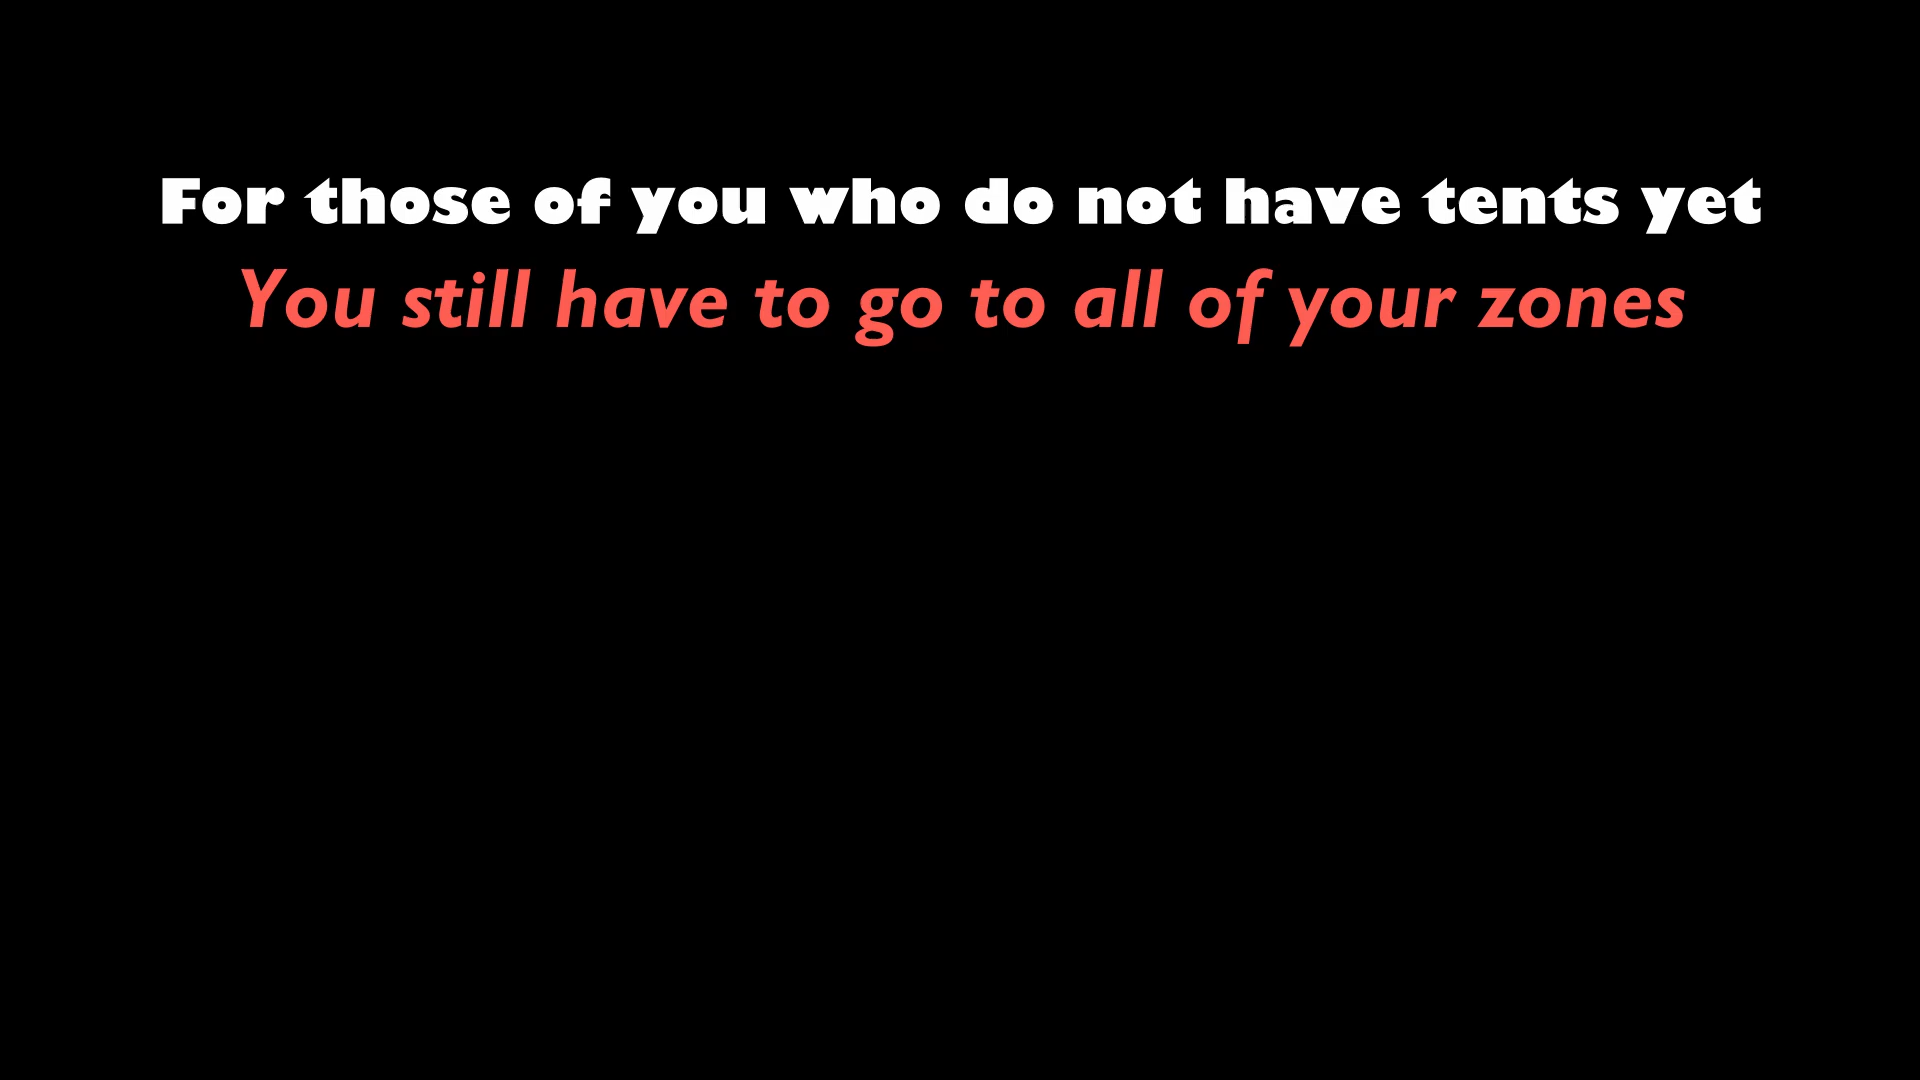 For those of you who do not have tents yet
You still have to go to all of your zones